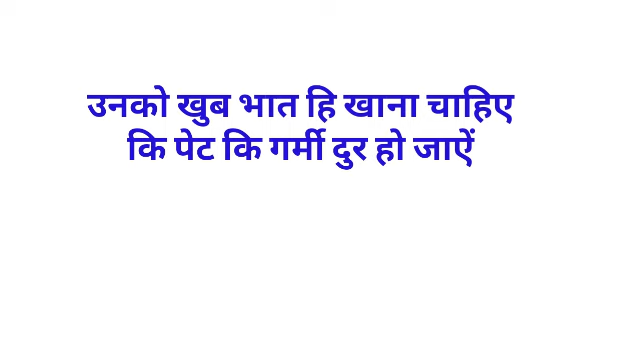 उनको खुब भात हि खाना चाहिए
कि पेट कि गर्मी दुर हो जाऐं